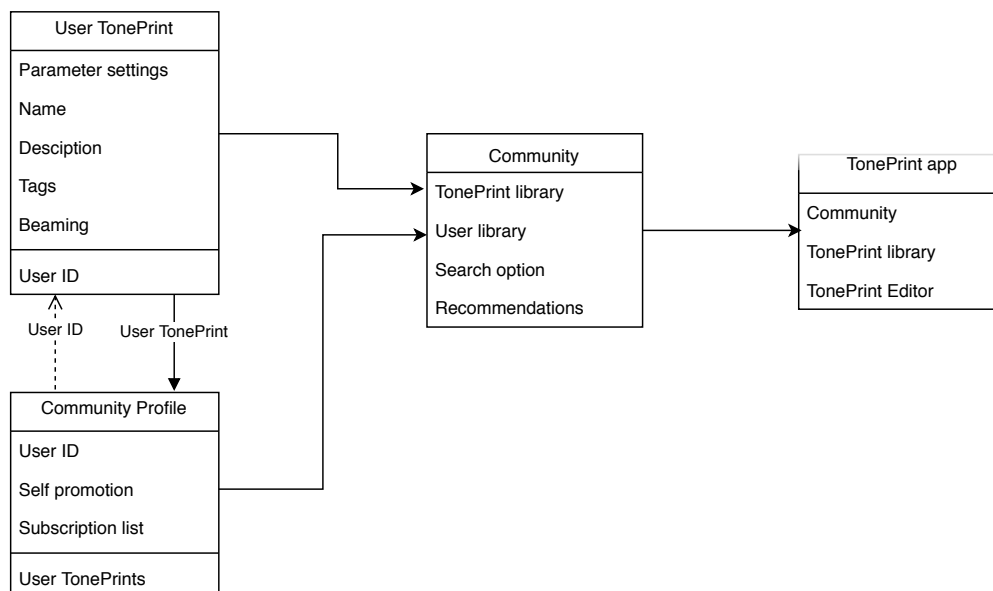 User TonePrint
Parameter settings
Name
Desciption
Tags
Beaming
User ID
User ID
User TonePrint
Community Profile
User ID
Self promotion
Subscription list
User TonePrints
Community
TonePrint library
User library
Search option
Recommendations
TonePrint app
Community
TonePrint library
TonePrint Editor